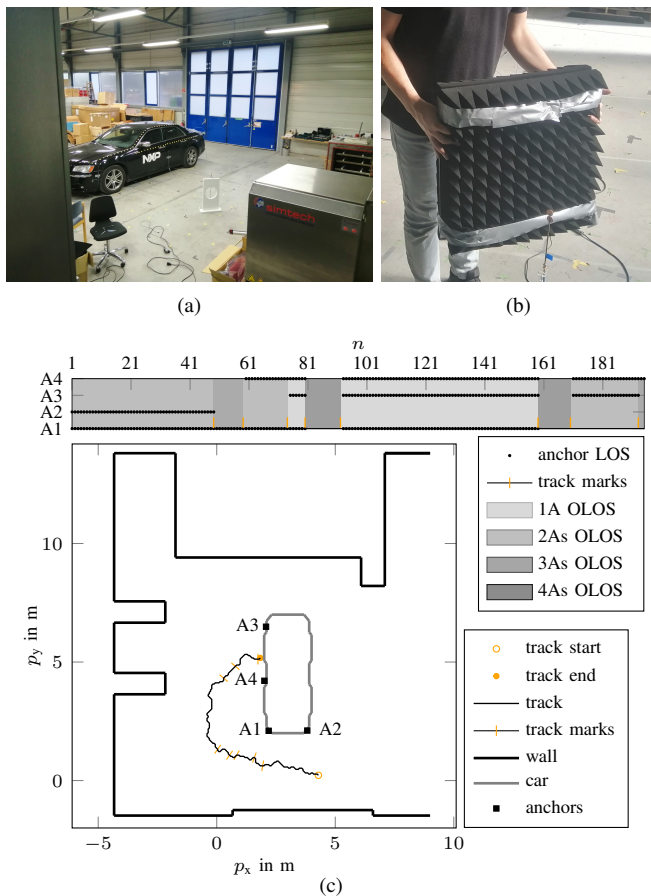 NXP
simtech
(a)
(b)
n
1 21 41 61 81 101 121 141 161 181
A4
A3
A2
A1
anchor LOS
track marks
1A OLOS
2As OLOS
3As OLOS
4As OLOS
10
5
0
p_y in m
A3
A4
A1 A2
track start
track end
track
track marks
wall
car
anchors
−5 0 5 10
p_x in m
(c)